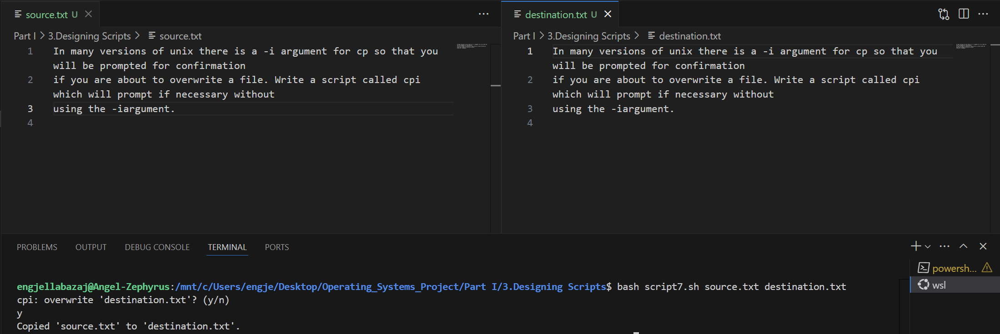 source.txt U
destination.txt U
Part I > 3.Designing Scripts > source.txt
1 In many versions of unix there is a -i argument for cp so that you
will be prompted for confirmation
2 if you are about to overwrite a file. Write a script called cpi
which will prompt if necessary without
3 using the -iargument.
4
Part I > 3.Designing Scripts > destination.txt
1 In many versions of unix there is a -i argument for cp so that you
will be prompted for confirmation
2 if you are about to overwrite a file. Write a script called cpi
which will prompt if necessary without
3 using the -iargument.
4
PROBLEMS OUTPUT DEBUG CONSOLE TERMINAL PORTS
engjellabazaj@Angel-Zephyrus:/mnt/c/Users/engje/Desktop/Operating_Systems_Project/Part I/3.Designing Scripts$ bash script7.sh source.txt destination.txt
cpi: overwrite 'destination.txt'? (y/n)
y
Copied 'source.txt' to 'destination.txt'.
powersh...
wsl